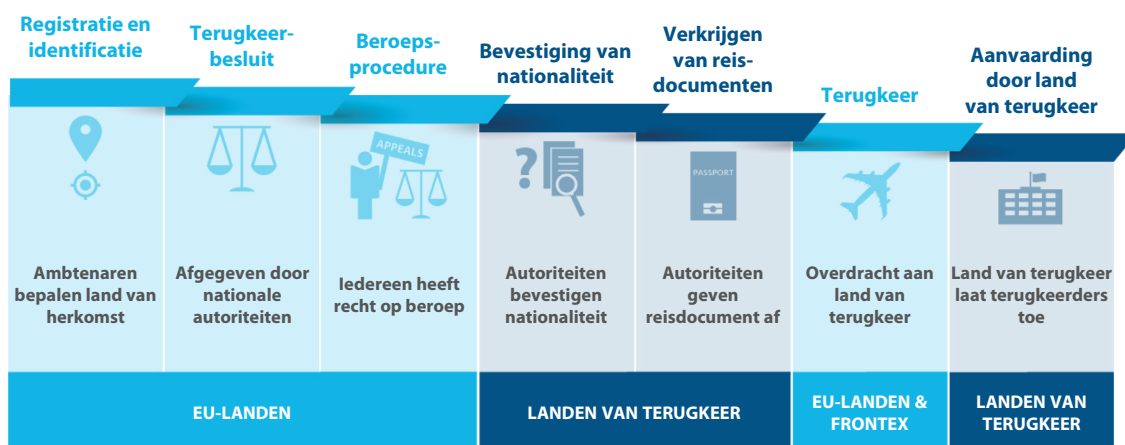 Registratie en
identificatie
Terugkeer-
besluit
Beroeps-
procedure
Bevestiging van
nationaliteit
Verkrijgen
van reis-
documenten
Terugkeer
Aanvaarding
door land
van terugkeer
APPEALS
?
PASSPORT
Ambtenaren
bepalen land van
herkomst
Afgegeven door
nationale
autoriteiten
Iedereen heeft
recht op beroep
Autoriteiten
bevestigen
nationaliteit
Autoriteiten
geven
reisdocument af
Overdracht aan
land van
terugkeer
Land van terugkeer
laat terugkeerders
toe
EU-LANDEN
LANDEN VAN TERUGKEER
EU-LANDEN &
FRONTEX
LANDEN VAN
TERUGKEER